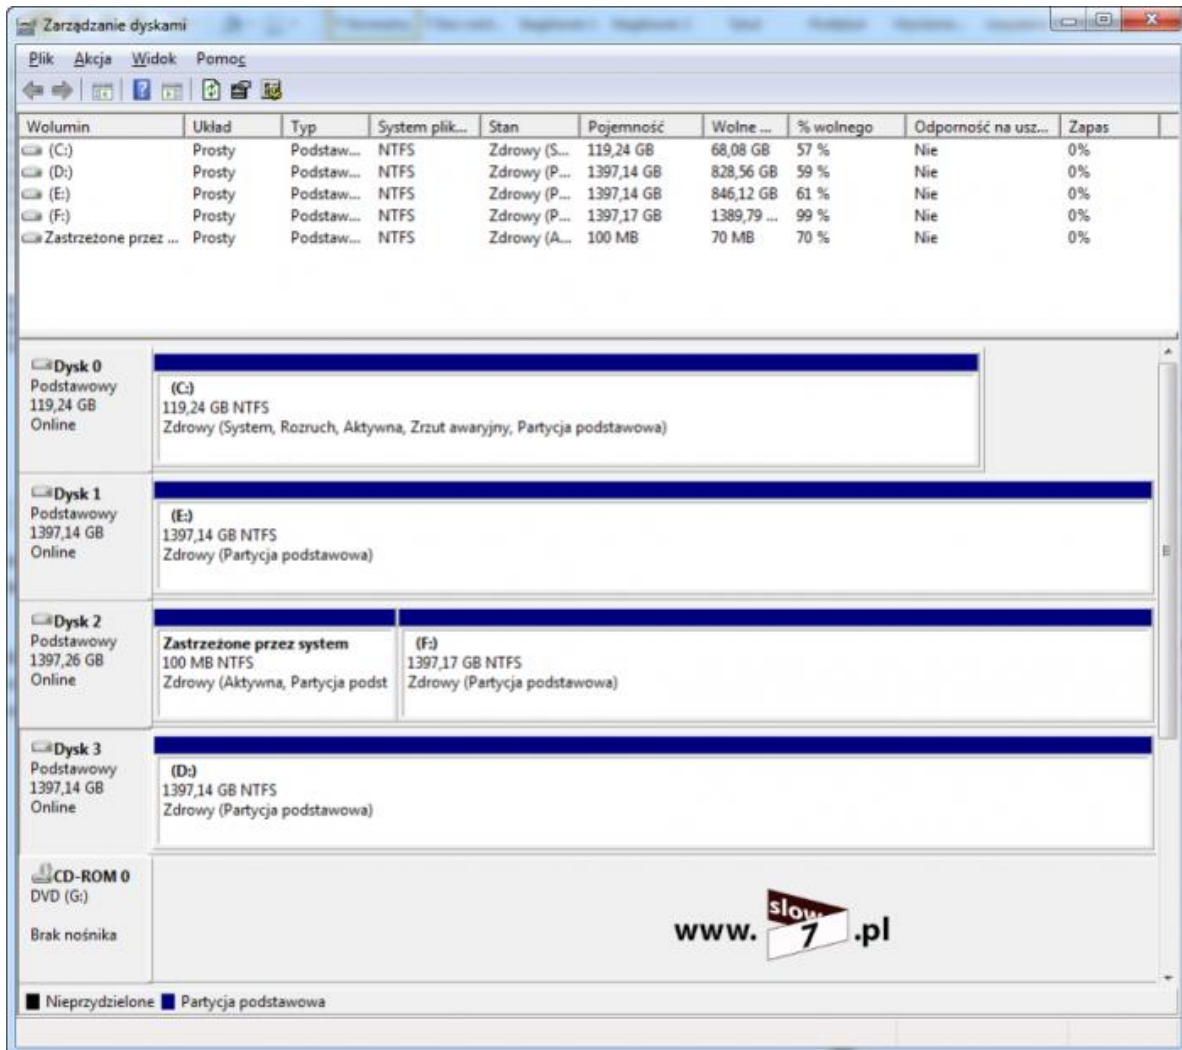 Zarządzanie dyskami
Plik Akcja Widok Pomoc
Wolumin Układ Typ System plik... Stan Pojemność Wolne ... % wolnego Odporność na usz... Zapas
(C:) Prosty Podstaw... NTFS Zdrowy (S... 119,24 GB 68,08 GB 57 % Nie 0%
(D:) Prosty Podstaw... NTFS Zdrowy (P... 1397,14 GB 828,56 GB 59 % Nie 0%
(E:) Prosty Podstaw... NTFS Zdrowy (P... 1397,14 GB 846,12 GB 61 % Nie 0%
(F:) Prosty Podstaw... NTFS Zdrowy (P... 1397,17 GB 1389,79 ... 99 % Nie 0%
Zastrzeżone przez ... Prosty Podstaw... NTFS Zdrowy (A... 100 MB 70 MB 70 % Nie 0%
Dysk 0
Podstawowy
119,24 GB
Online
(C:)
119,24 GB NTFS
Zdrowy (System, Rozruch, Aktywna, Zrzut awaryjny, Partycja podstawowa)
Dysk 1
Podstawowy
1397,14 GB
Online
(E:)
1397,14 GB NTFS
Zdrowy (Partycja podstawowa)
Dysk 2
Podstawowy
1397,26 GB
Online
Zastrzeżone przez system
100 MB NTFS
Zdrowy (Aktywna, Partycja podst
(F:)
1397,17 GB NTFS
Zdrowy (Partycja podstawowa)
Dysk 3
Podstawowy
1397,14 GB
Online
(D:)
1397,14 GB NTFS
Zdrowy (Partycja podstawowa)
CD-ROM 0
DVD (G:)
Brak nośnika
www.slow7.pl
Nieprzydzielone Partycja podstawowa